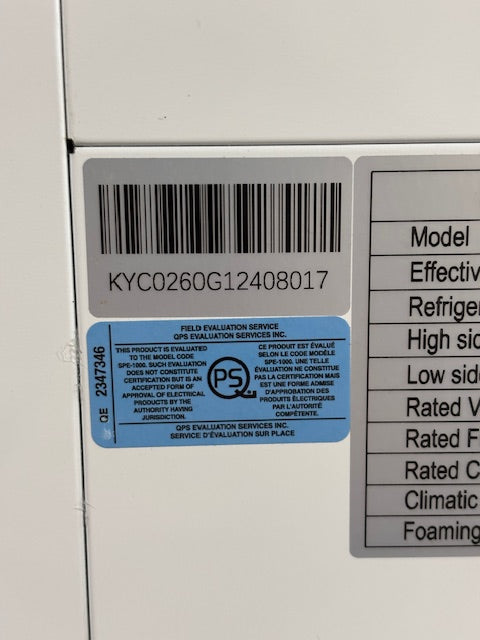 KYC0260G12408017
FIELD EVALUATION SERVICE
QPS EVALUATION SERVICES INC.
QE 2347346
THIS PRODUCT IS EVALUATED
TO THE MODEL CODE
SPE-1000. SUCH EVALUATION
DOES NOT CONSTITUTE
CERTIFICATION BUT IS AN
ACCEPTED FORM OF
APPROVAL OF ELECTRICAL
PRODUCTS BY THE
AUTHORITY HAVING
JURISDICTION.
QPS
CE PRODUIT EST ÉVALUÉ
SELON LE CODE MODÈLE
SPE-1000. UNE TELLE
ÉVALUATION NE CONSTITUE
PAS LA CERTIFICATION MAIS
EST UNE FORME ADMISE
D'APPROBATION DES
PRODUITS ÉLECTRIQUES
PAR L'AUTORITÉ
COMPÉTENTE.
QPS EVALUATION SERVICES INC.
SERVICE D'ÉVALUATION SUR PLACE
Model
Effectiv
Refriger
High sid
Low side
Rated V
Rated F
Rated C
Climatic
Foaming